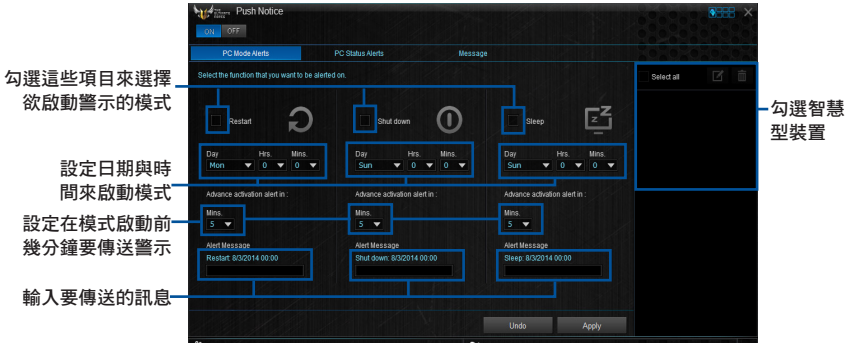 Push Notice
ON OFF
PC Mode Alerts PC Status Alerts Message
Select the function that you want to be alerted on.
Select all
勾選這些項目來選擇
欲啟動警示的模式
Restart Shut down Sleep
勾選智慧
型裝置
Day Hrs. Mins. Day Hrs. Mins. Day Hrs. Mins.
Mon 0 0 Sun 0 0 Sun 0 0
設定日期與時
間來啟動模式
Advance activation alert in : Advance activation alert in : Advance activation alert in :
Mins. Mins. Mins.
5 5 5
設定在模式啟動前
幾分鐘要傳送警示
Alert Message Alert Message Alert Message
Restart: 8/3/2014 00:00 Shut down: 8/3/2014 00:00 Sleep: 8/3/2014 00:00
輸入要傳送的訊息
Undo Apply